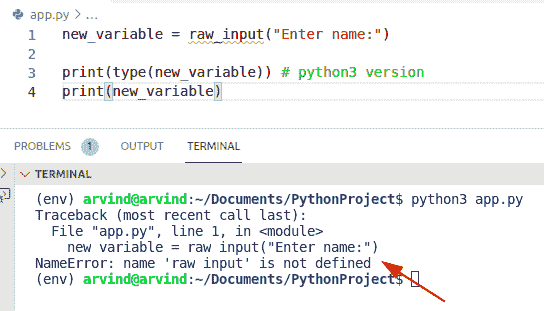 app.py > ...
1 new_variable = raw_input("Enter name:")
2
3 print(type(new_variable)) # python3 version
4 print(new_variable)
PROBLEMS 1 OUTPUT TERMINAL
TERMINAL
(env) arvind@arvind:~/Documents/PythonProject$ python3 app.py
Traceback (most recent call last):
File "app.py", line 1, in <module>
new variable = raw input("Enter name:")
NameError: name 'raw input' is not defined
(env) arvind@arvind:~/Documents/PythonProject$